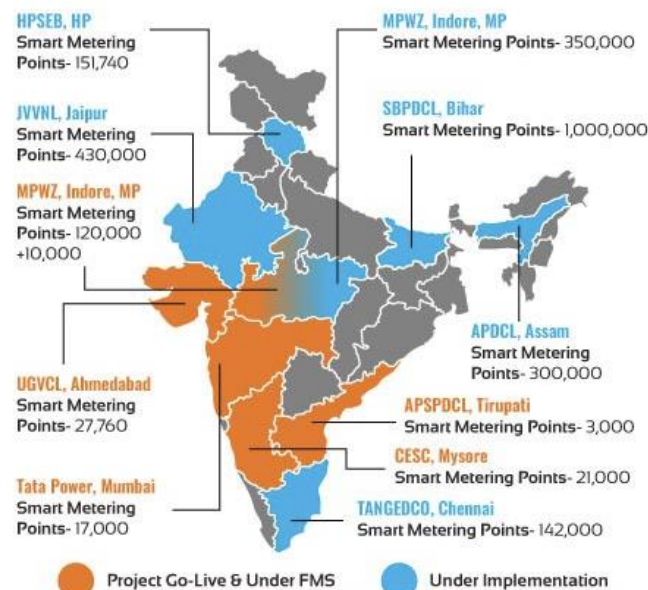 HPSEB, HP
Smart Metering
Points- 151,740
MPWZ, Indore, MP
Smart Metering Points- 350,000
JVVNL, Jaipur
Smart Metering
Points- 430,000
SBPDCL, Bihar
Smart Metering Points- 1,000,000
MPWZ, Indore, MP
Smart Metering
Points- 120,000
+10,000
APDCL, Assam
Smart Metering
Points- 300,000
UGVCL, Ahmedabad
Smart Metering
Points- 27,760
APSPDCL, Tirupati
Smart Metering Points- 3,000
CESC, Mysore
Smart Metering Points- 21,000
Tata Power, Mumbai
Smart Metering
Points- 17,000
TANGEDCO, Chennai
Smart Metering Points- 142,000
Project Go-Live & Under FMS
Under Implementation